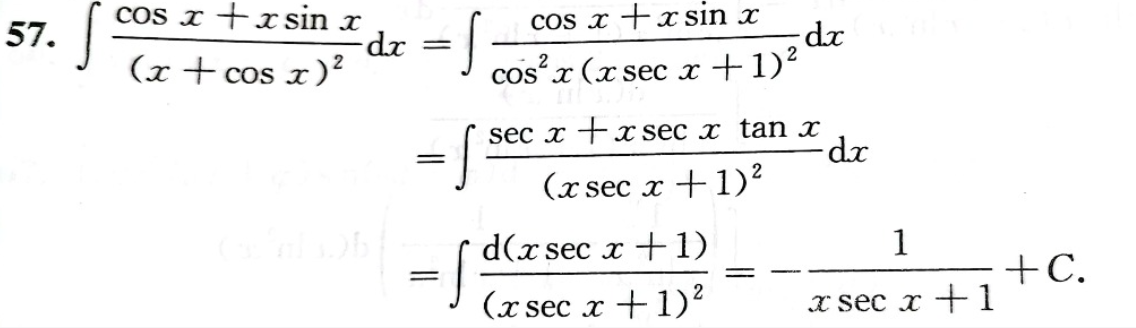 57. ∫ (cos x + x sin x)/(x + cos x)² dx = ∫ (cos x + x sin x)/(cos² x (x sec x + 1)²) dx
= ∫ (sec x + x sec x tan x)/(x sec x + 1)² dx
= ∫ d(x sec x + 1)/(x sec x + 1)² = − 1/(x sec x + 1) + C.